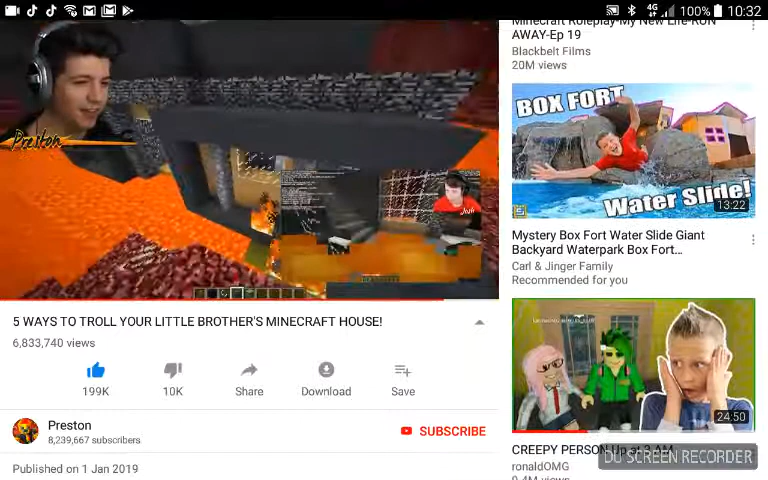 4G
100%
10:32
Preston
Josh
5 WAYS TO TROLL YOUR LITTLE BROTHER'S MINECRAFT HOUSE!
6,833,740 views
199K
10K
Share
Download
Save
Preston
8,239,667 subscribers
SUBSCRIBE
Published on 1 Jan 2019
Minecraft Roleplay-My New Life-RUN
AWAY-Ep 19
Blackbelt Films
20M views
BOX FORT
Water Slide!
13:22
Mystery Box Fort Water Slide Giant
Backyard Waterpark Box Fort...
Carl & Jinger Family
Recommended for you
24:50
CREEPY PERSON Up at 3 AM
ronaldOMG
9.4M views
DU SCREEN RECORDER